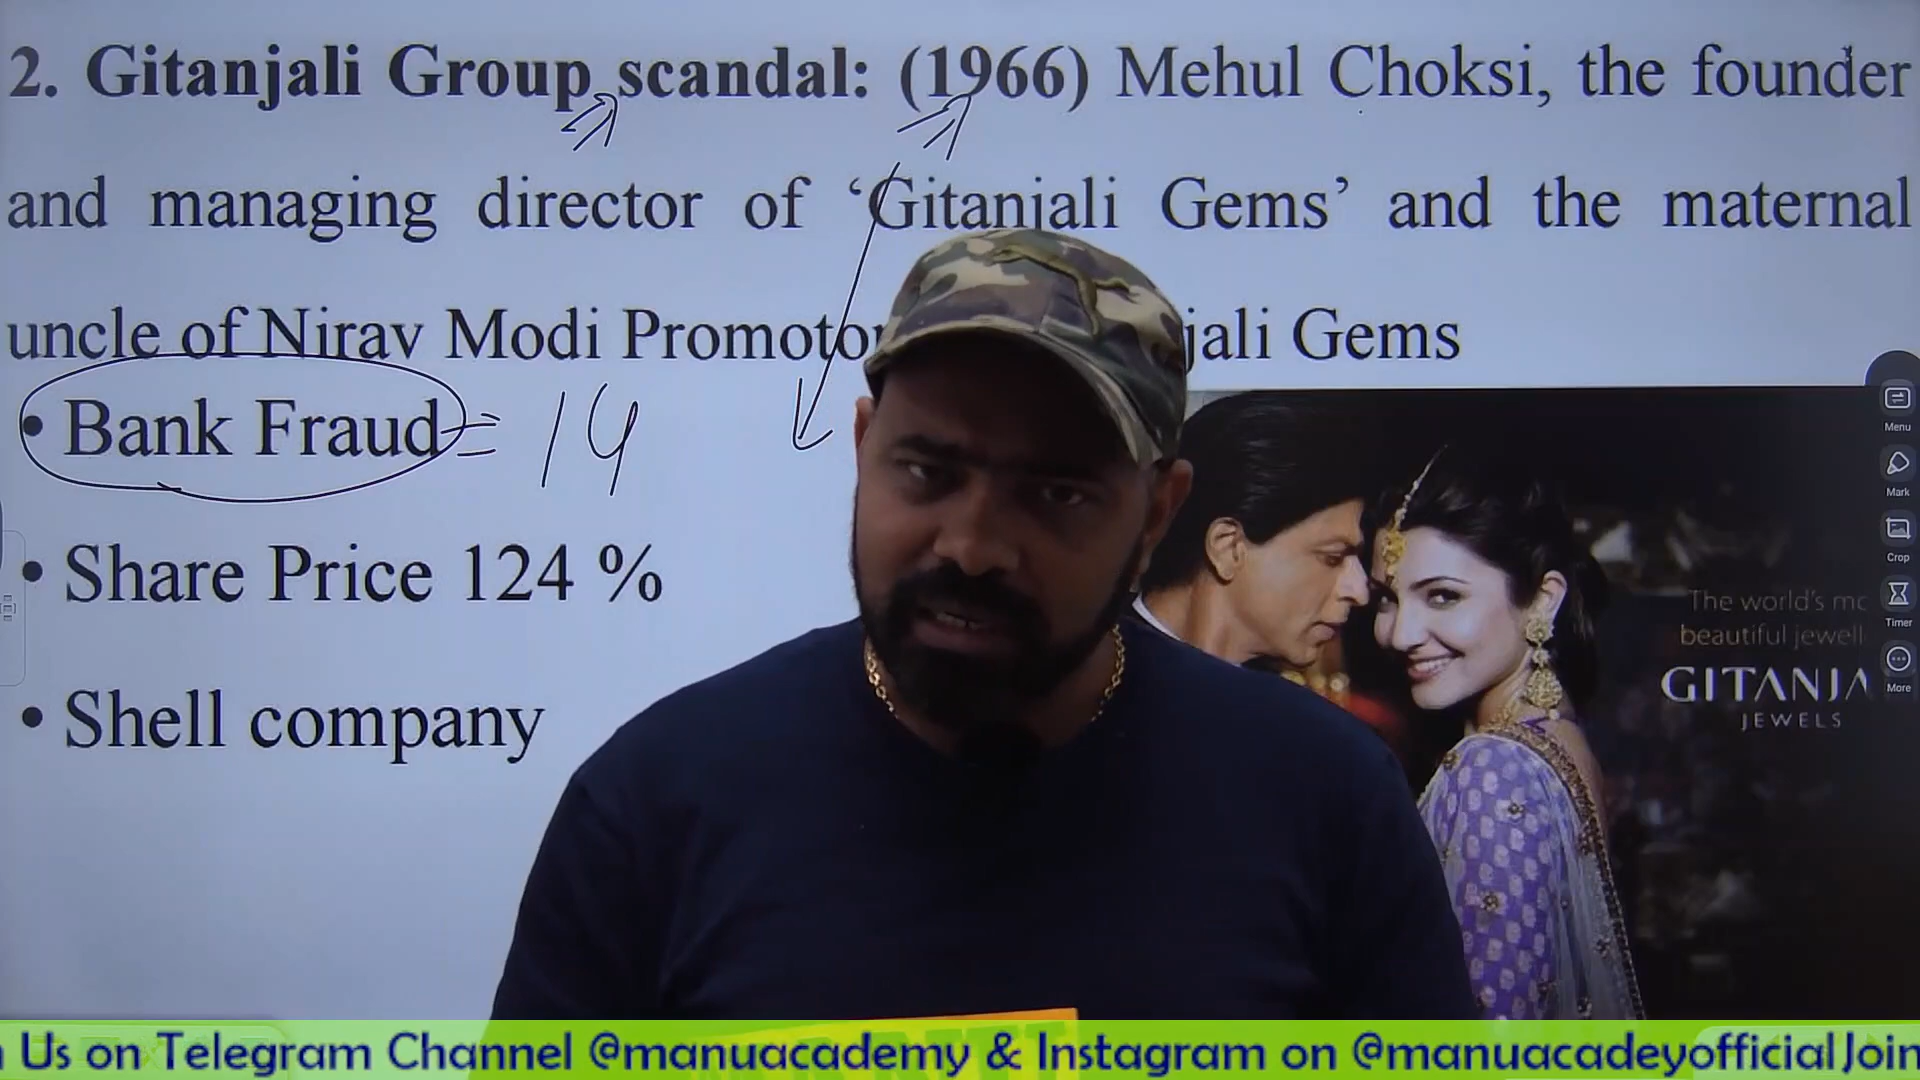 2. Gitanjali Group scandal: (1966) Mehul Choksi, the founder
and managing director of ‘Gitanjali Gems’ and the maternal
uncle of Nirav Modi Promoto jali Gems
• Bank Fraud = 14
• Share Price 124 %
• Shell company
The world's mo
beautiful jewell
GITANJA
JEWELS
Menu
Mark
Crop
Timer
More
Us on Telegram Channel @manuacademy & Instagram on @manuacadeyofficial Join